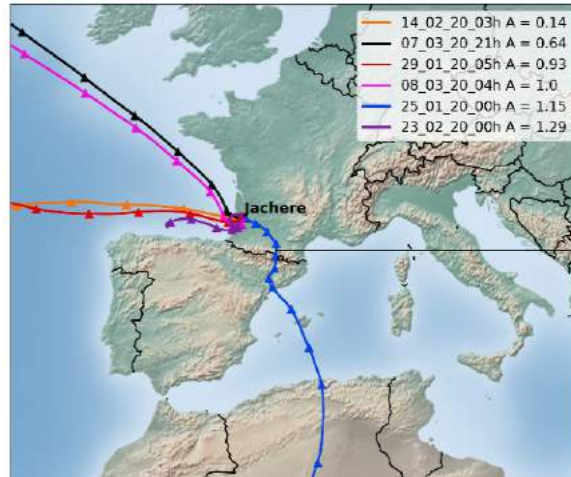 14_02_20_03h A = 0.14
07_03_20_21h A = 0.64
29_01_20_05h A = 0.93
08_03_20_04h A = 1.0
25_01_20_00h A = 1.15
23_02_20_00h A = 1.29
Jachere